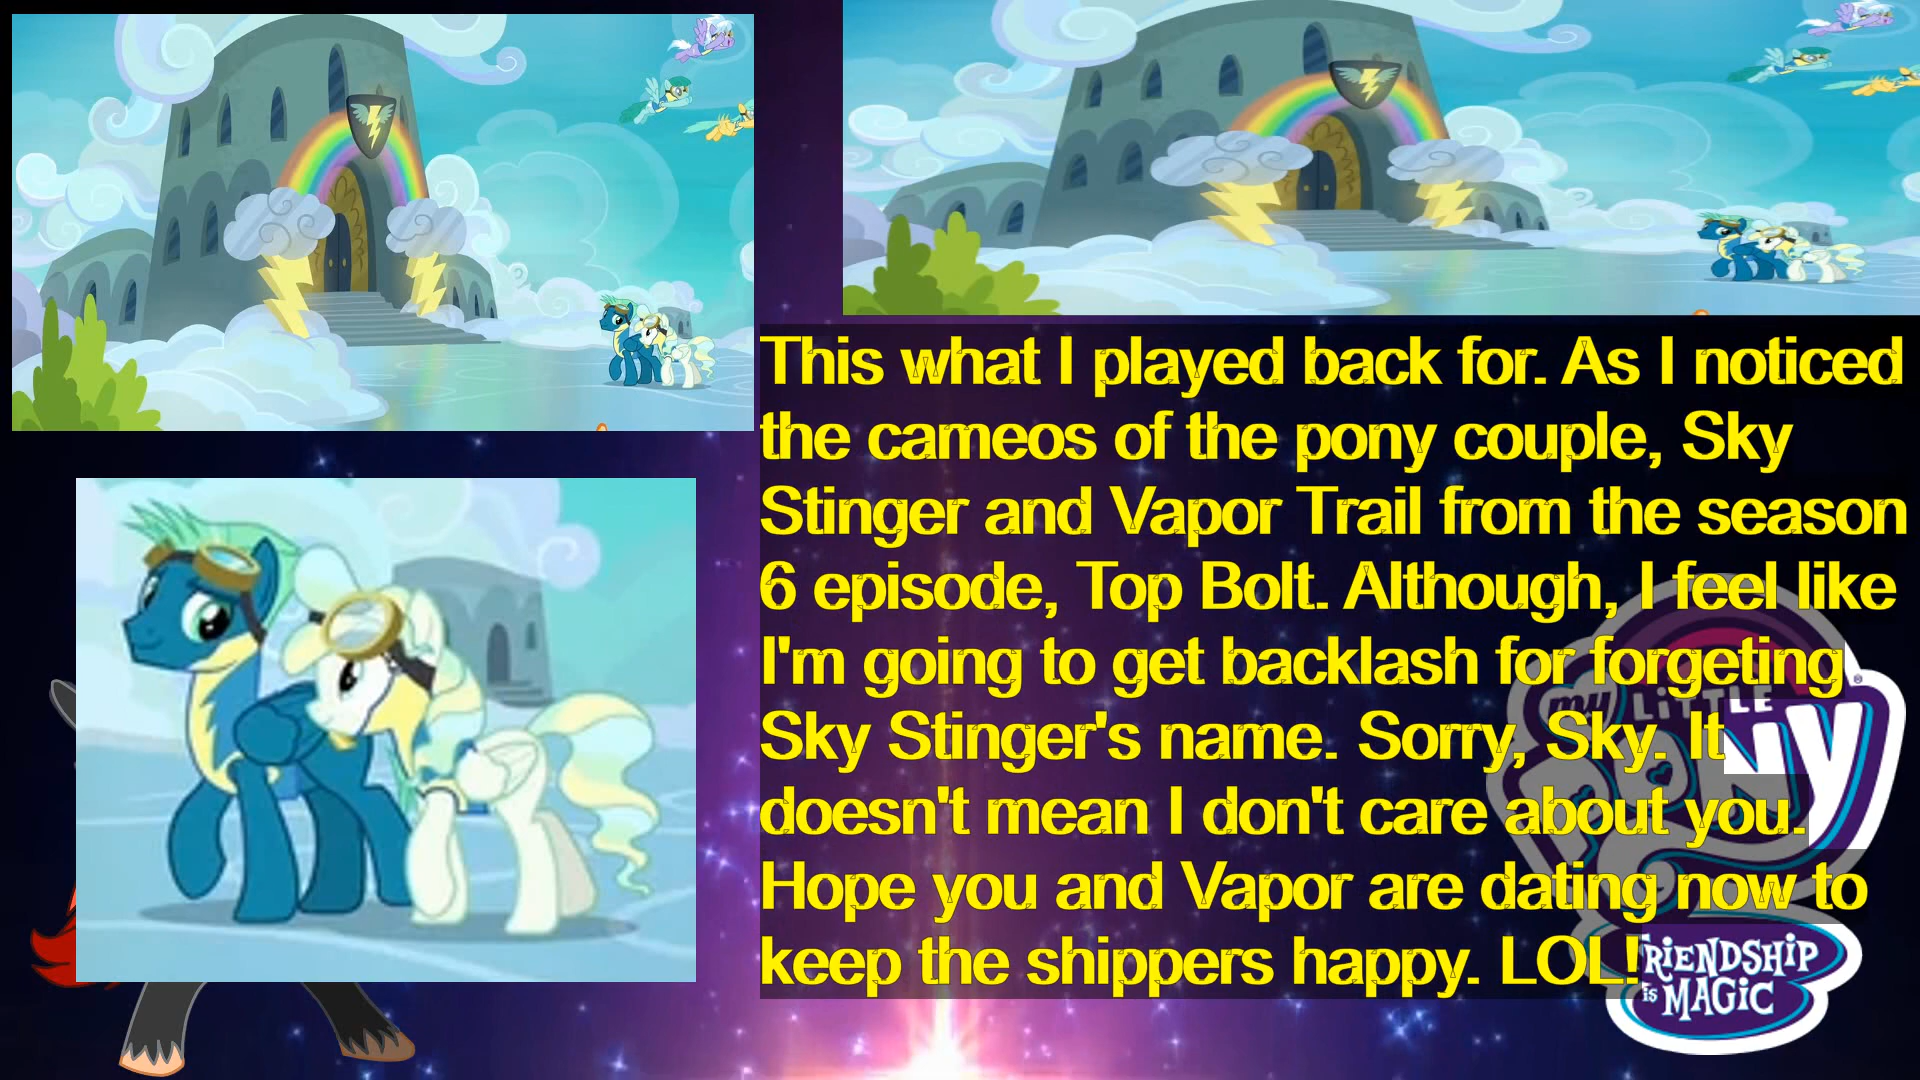 This what I played back for. As I noticed
the cameos of the pony couple, Sky
Stinger and Vapor Trail from the season
6 episode, Top Bolt. Although, I feel like
I'm going to get backlash for forgeting
Sky Stinger's name. Sorry, Sky. It
doesn't mean I don't care about you.
Hope you and Vapor are dating now to
keep the shippers happy. LOL!
my LiTTLE
PONY
FRiENDSHiP
iS MAGiC